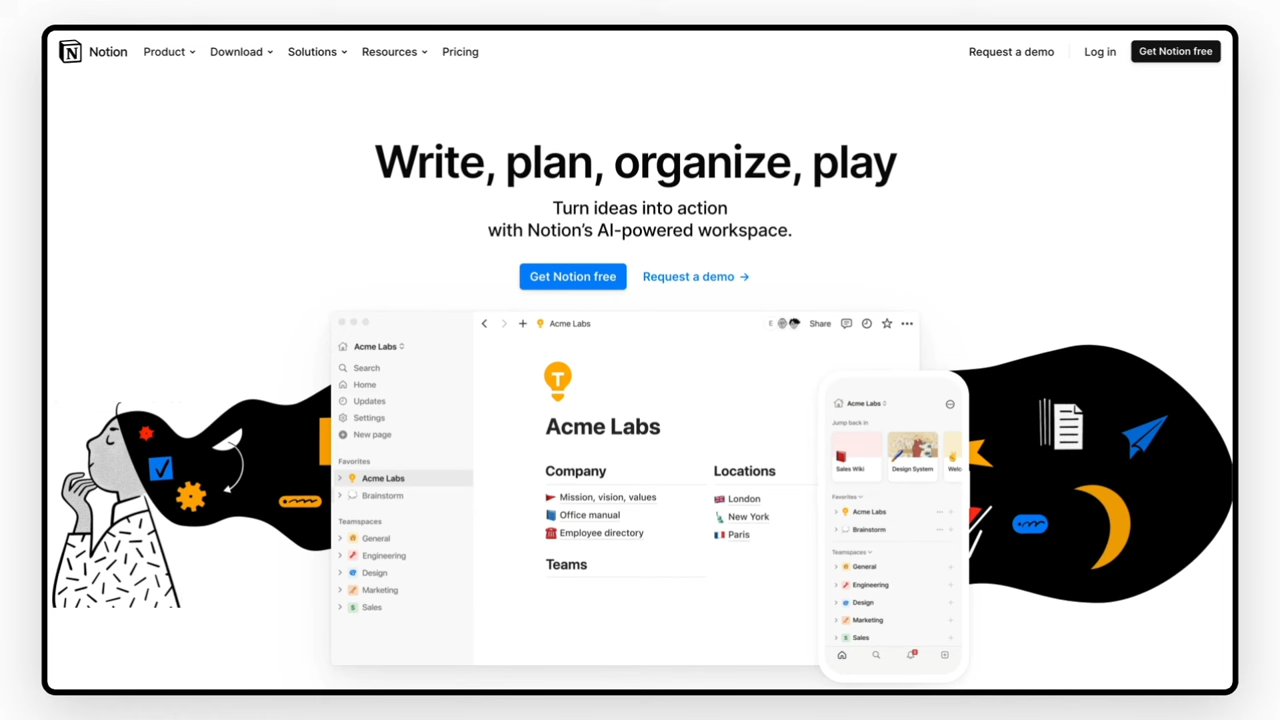 Notion
Product
Download
Solutions
Resources
Pricing
Request a demo
Log in
Get Notion free
Write, plan, organize, play
Turn ideas into action
with Notion’s AI-powered workspace.
Get Notion free
Request a demo →
Acme Labs
Search
Home
Updates
Settings
New page
Favorites
Acme Labs
Brainstorm
Teamspaces
General
Engineering
Design
Marketing
Sales
Acme Labs
E
Share
Acme Labs
Company
Mission, vision, values
Office manual
Employee directory
Teams
Locations
London
New York
Paris
Acme Labs
Jump back in
Sales Wiki
Design System
Welc
Favorites
Acme Labs
Brainstorm
Teamspaces
General
Engineering
Design
Marketing
Sales